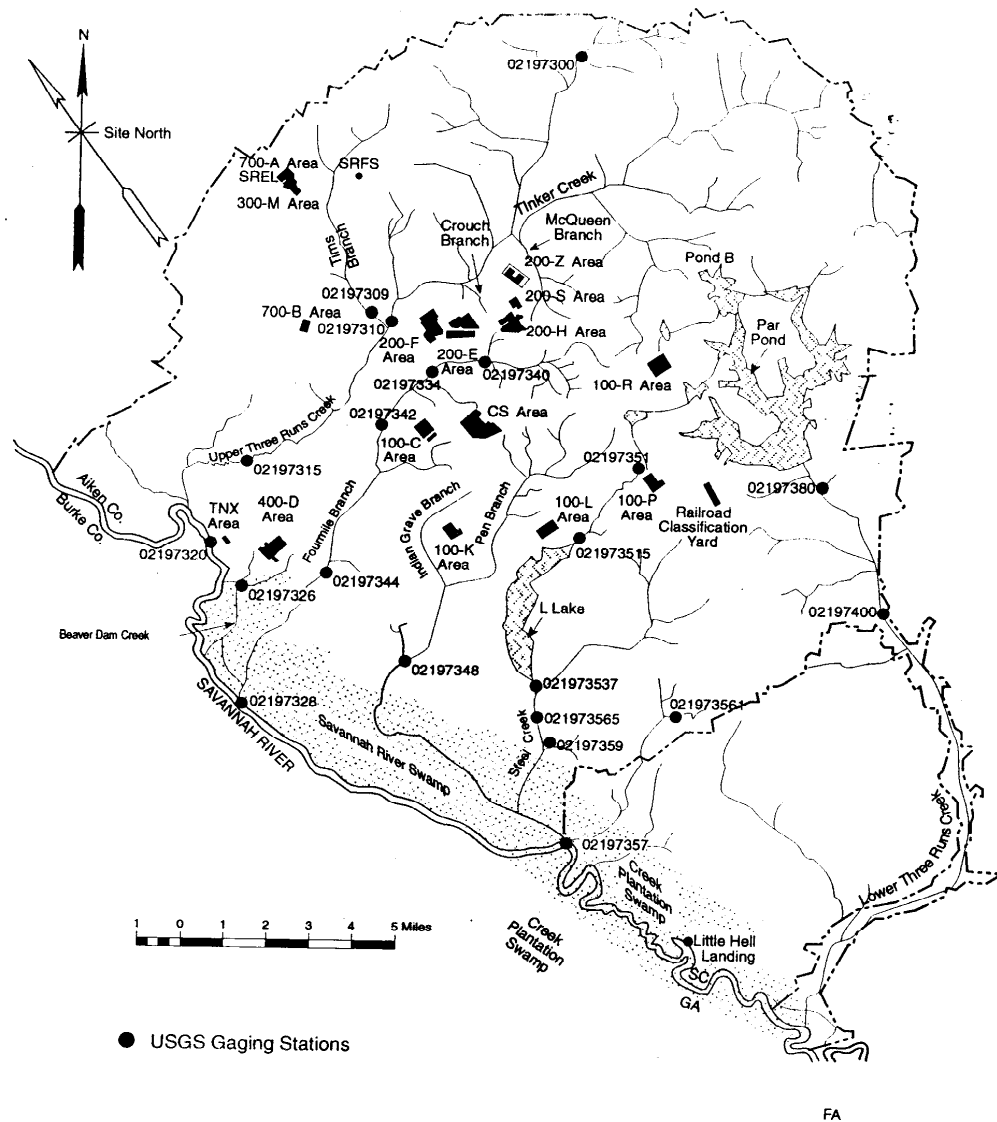 N
02197300
Site North
700-A Area
SREL
SRFS
300-M Area
Tinker Creek
Crouch
Branch
McQueen
Branch
Tims
Branch
200-Z Area
Pond B
02197309
200-S Area
700-B Area
02197310
200-F
Area
200-H Area
Par
Pond
200-E
Area
02197340
100-R Area
02197334
02197342
CS Area
100-C
Area
Upper Three Runs Creek
02197315
02197351
Aiken Co.
Burke Co.
TNX
Area
400-D
Area
Fourmile Branch
Indian Grave Branch
Pen Branch
100-L
Area
100-P
Area
Railroad
Classification
Yard
02197380
02197320
100-K
Area
021973515
02197326
02197344
L Lake
02197400
Beaver Dam Creek
02197348
021973537
02197328
021973565
021973561
02197359
SAVANNAH RIVER
Savannah River Swamp
Steel Creek
02197357
Lower Three Runs Creek
Creek
Plantation
Swamp
Creek
Plantation
Swamp
Little Hell
Landing
SC
GA
1 0 1 2 3 4 5 Miles
USGS Gaging Stations
FA